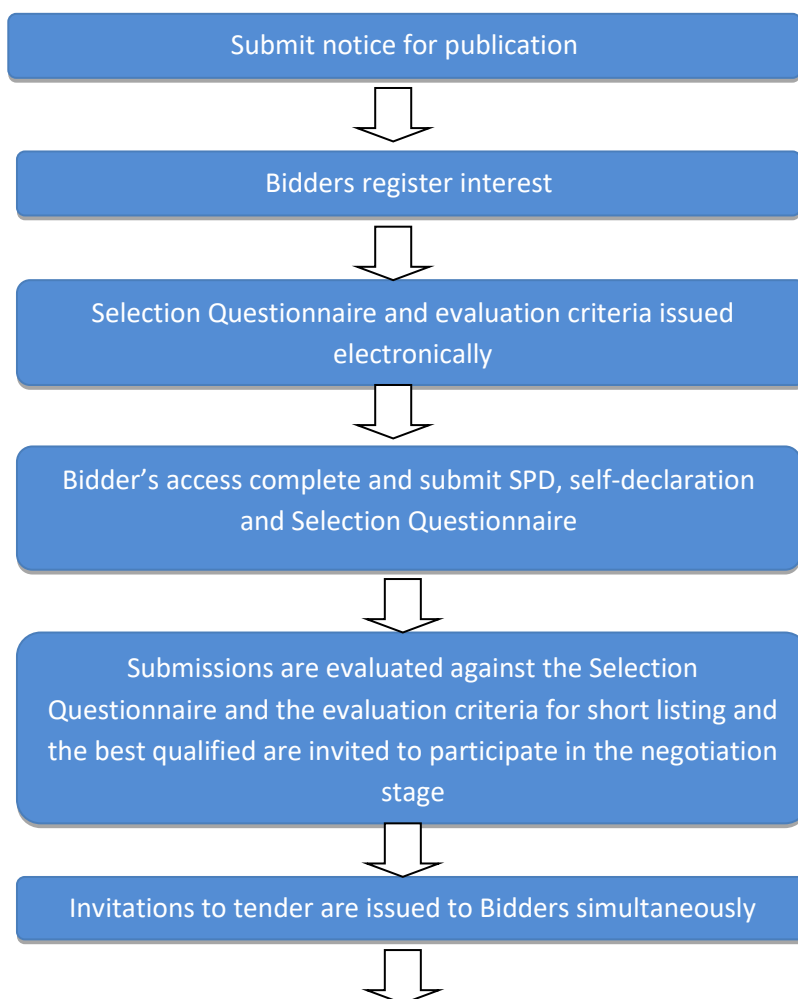 Submit notice for publication
Bidders register interest
Selection Questionnaire and evaluation criteria issued
electronically
Bidder’s access complete and submit SPD, self-declaration
and Selection Questionnaire
Submissions are evaluated against the Selection
Questionnaire and the evaluation criteria for short listing and
the best qualified are invited to participate in the negotiation
stage
Invitations to tender are issued to Bidders simultaneously